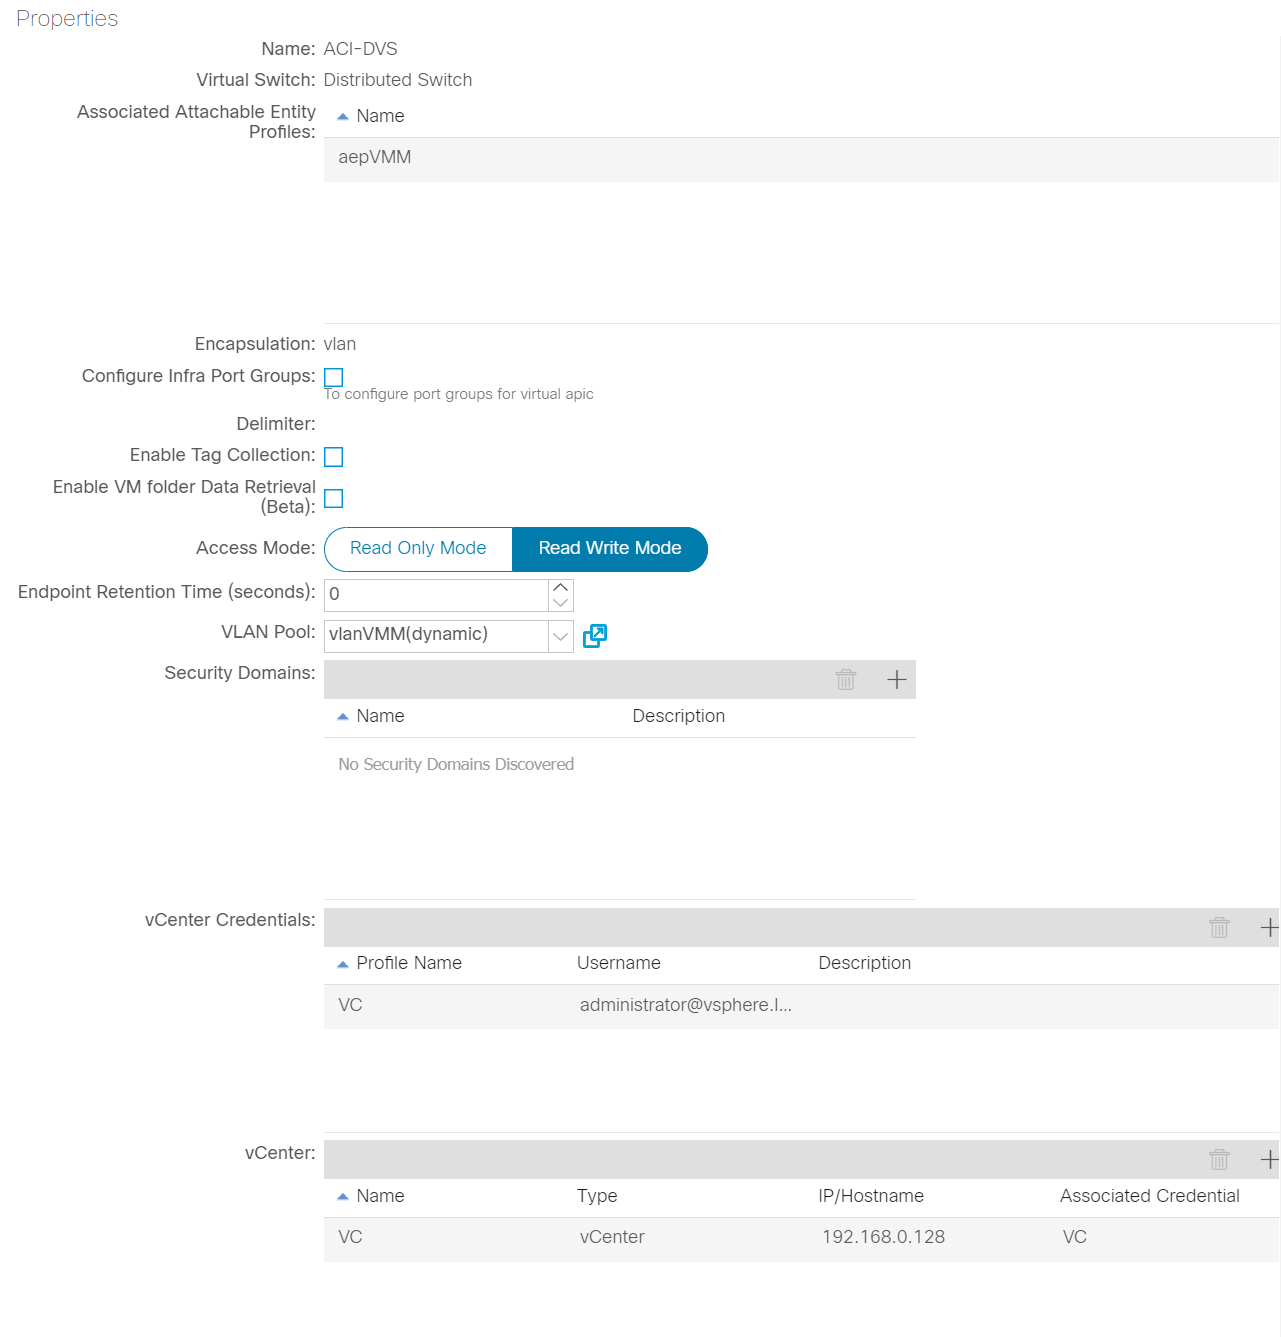 Properties
Name: ACI-DVS
Virtual Switch: Distributed Switch
Associated Attachable Entity
Profiles:
Name
aepVMM
Encapsulation: vlan
Configure Infra Port Groups:
To configure port groups for virtual apic
Delimiter:
Enable Tag Collection:
Enable VM folder Data Retrieval
(Beta):
Access Mode: Read Only Mode Read Write Mode
Endpoint Retention Time (seconds): 0
VLAN Pool: vlanVMM(dynamic)
Security Domains:
Name Description
No Security Domains Discovered
vCenter Credentials:
Profile Name Username Description
VC administrator@vsphere.l...
vCenter:
Name Type IP/Hostname Associated Credential
VC vCenter 192.168.0.128 VC